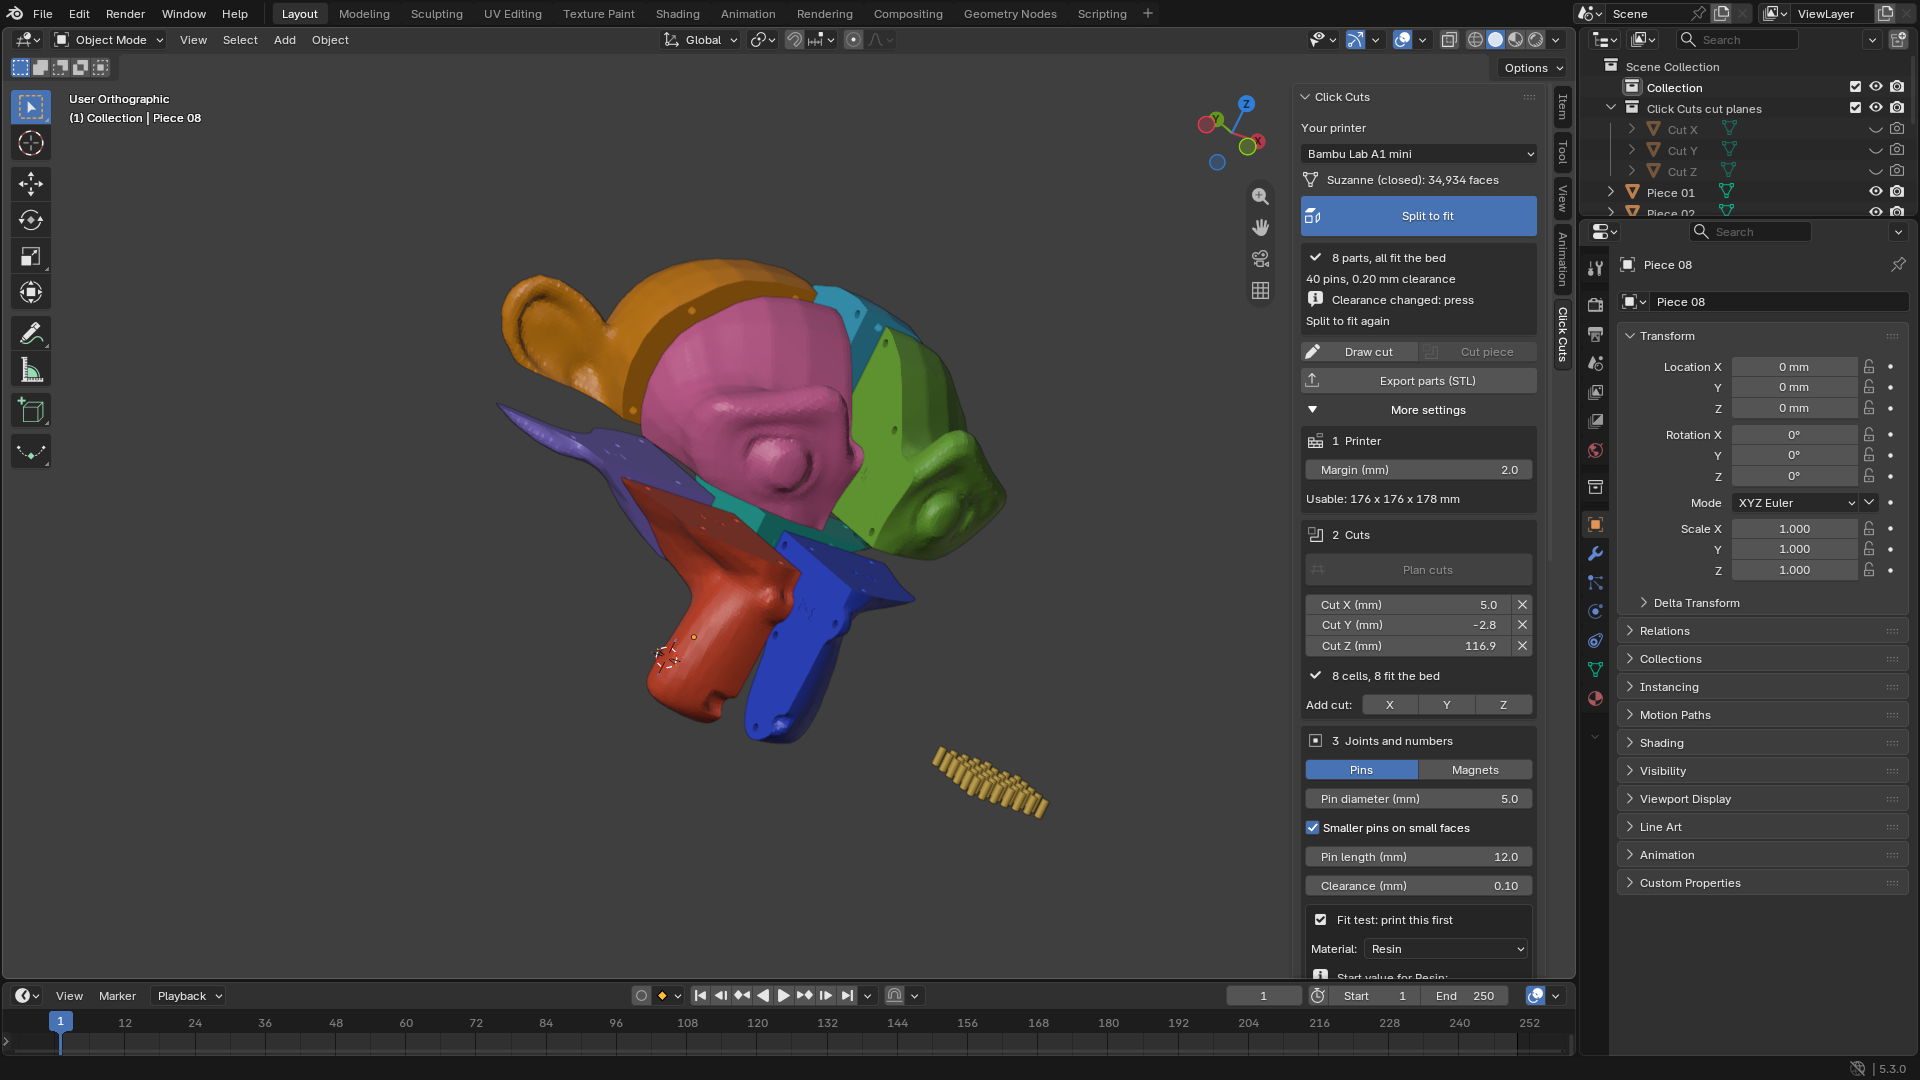 File Edit Render Window Help Layout Modeling Sculpting UV Editing Texture Paint Shading Animation Rendering Compositing Geometry Nodes Scripting + Scene ViewLayer
Object Mode View Select Add Object Global
Options
User Orthographic
(1) Collection | Piece 08
Z
Y
X
Click Cuts
Your printer
Bambu Lab A1 mini
Suzanne (closed): 34,934 faces
Split to fit
8 parts, all fit the bed
40 pins, 0.20 mm clearance
Clearance changed: press
Split to fit again
Draw cut Cut piece
Export parts (STL)
More settings
1 Printer
Margin (mm) 2.0
Usable: 176 x 176 x 178 mm
2 Cuts
Plan cuts
Cut X (mm) 5.0
Cut Y (mm) -2.8
Cut Z (mm) 116.9
8 cells, 8 fit the bed
Add cut: X Y Z
3 Joints and numbers
Pins Magnets
Pin diameter (mm) 5.0
Smaller pins on small faces
Pin length (mm) 12.0
Clearance (mm) 0.10
Fit test: print this first
Material: Resin
Start value for Resin:
Item
Tool
View
Animation
Click Cuts
Search
Scene Collection
Collection
Click Cuts cut planes
Cut X
Cut Y
Cut Z
Piece 01
Piece 02
Search
Piece 08
Piece 08
Transform
Location X 0 mm
Y 0 mm
Z 0 mm
Rotation X 0°
Y 0°
Z 0°
Mode XYZ Euler
Scale X 1.000
Y 1.000
Z 1.000
Delta Transform
Relations
Collections
Instancing
Motion Paths
Shading
Visibility
Viewport Display
Line Art
Animation
Custom Properties
View Marker Playback 1 Start 1 End 250
1 12 24 36 48 60 72 84 96 108 120 132 144 156 168 180 192 204 216 228 240 252
5.3.0